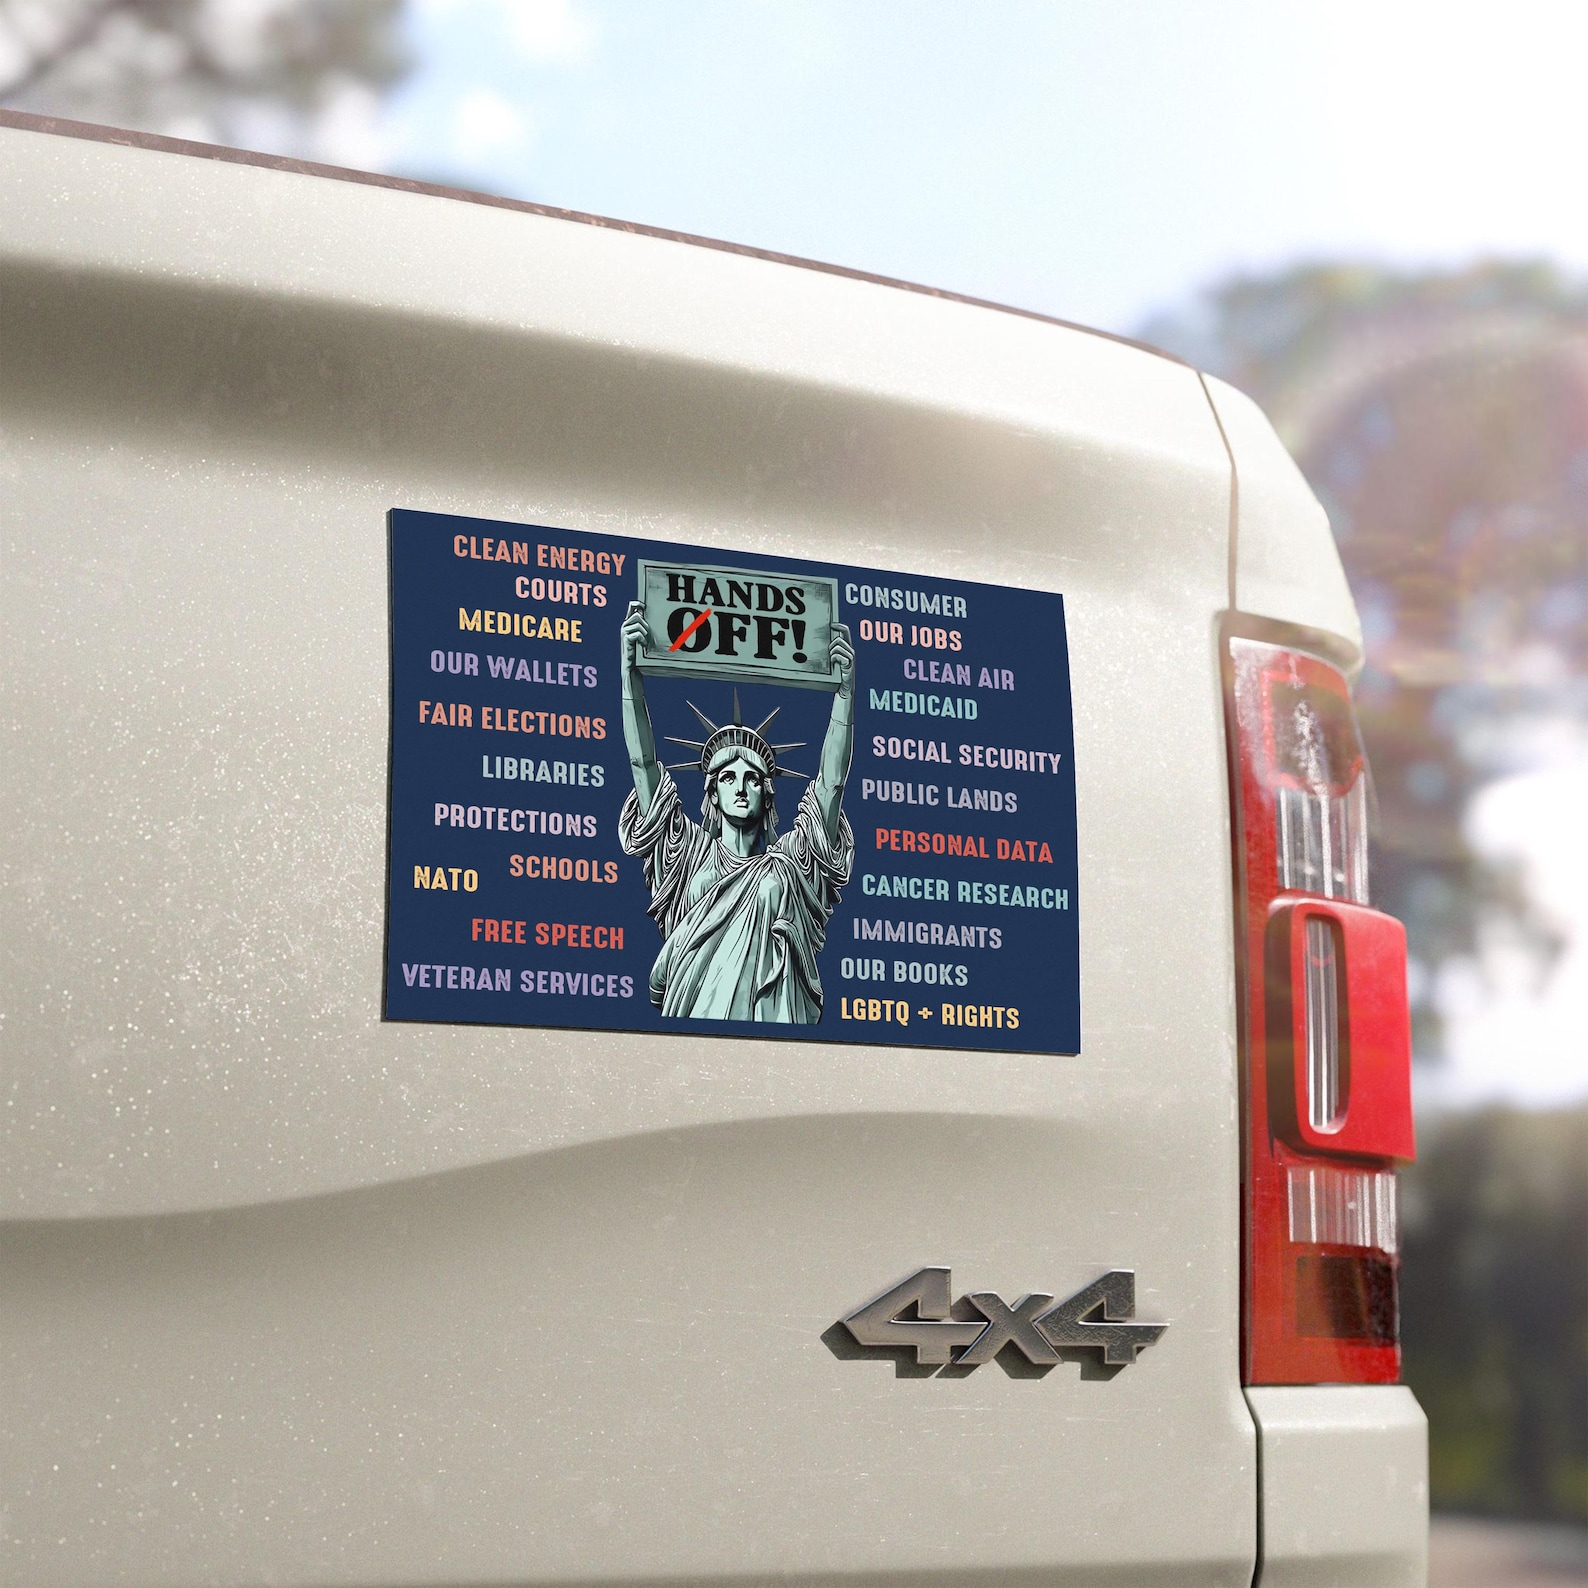 CLEAN ENERGY
COURTS
MEDICARE
OUR WALLETS
FAIR ELECTIONS
LIBRARIES
PROTECTIONS
SCHOOLS
NATO
FREE SPEECH
VETERAN SERVICES
HANDS
OFF!
CONSUMER
OUR JOBS
CLEAN AIR
MEDICAID
SOCIAL SECURITY
PUBLIC LANDS
PERSONAL DATA
CANCER RESEARCH
IMMIGRANTS
OUR BOOKS
LGBTQ + RIGHTS
4x4